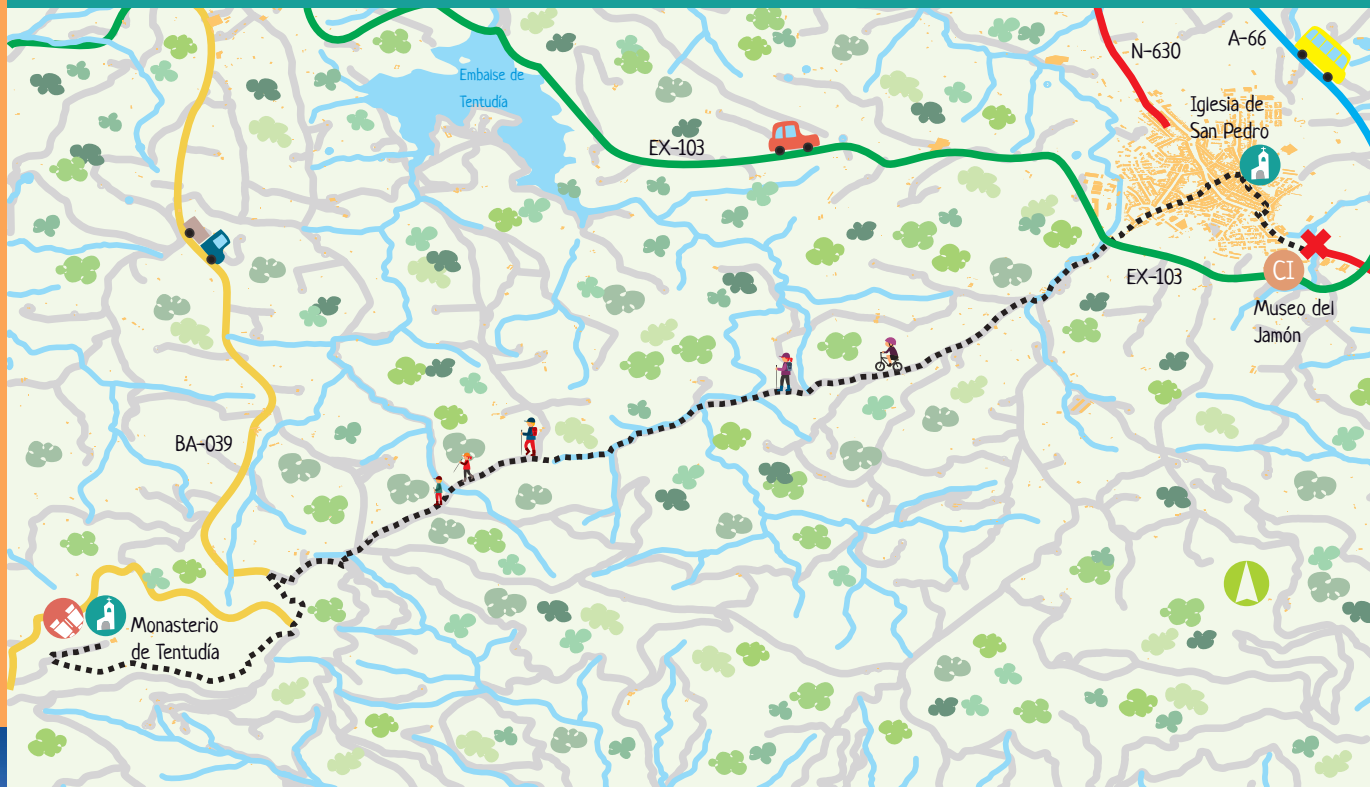 N-630
A-66
Embalse de
Tentudía
Iglesia de
San Pedro
EX-103
EX-103
CI
Museo del
Jamón
BA-039
Monasterio
de Tentudía